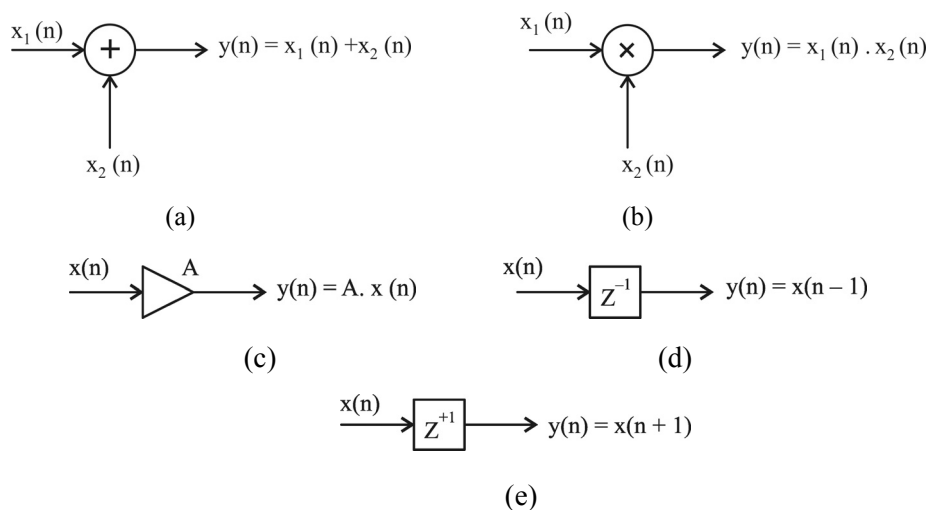 x₁(n)
+
y(n) = x₁(n) +x₂(n)
x₂(n)
(a)
x₁(n)
×
y(n) = x₁(n) . x₂(n)
x₂(n)
(b)
x(n)
A
y(n) = A. x (n)
(c)
x(n)
Z⁻¹
y(n) = x(n – 1)
(d)
x(n)
Z⁺¹
y(n) = x(n + 1)
(e)